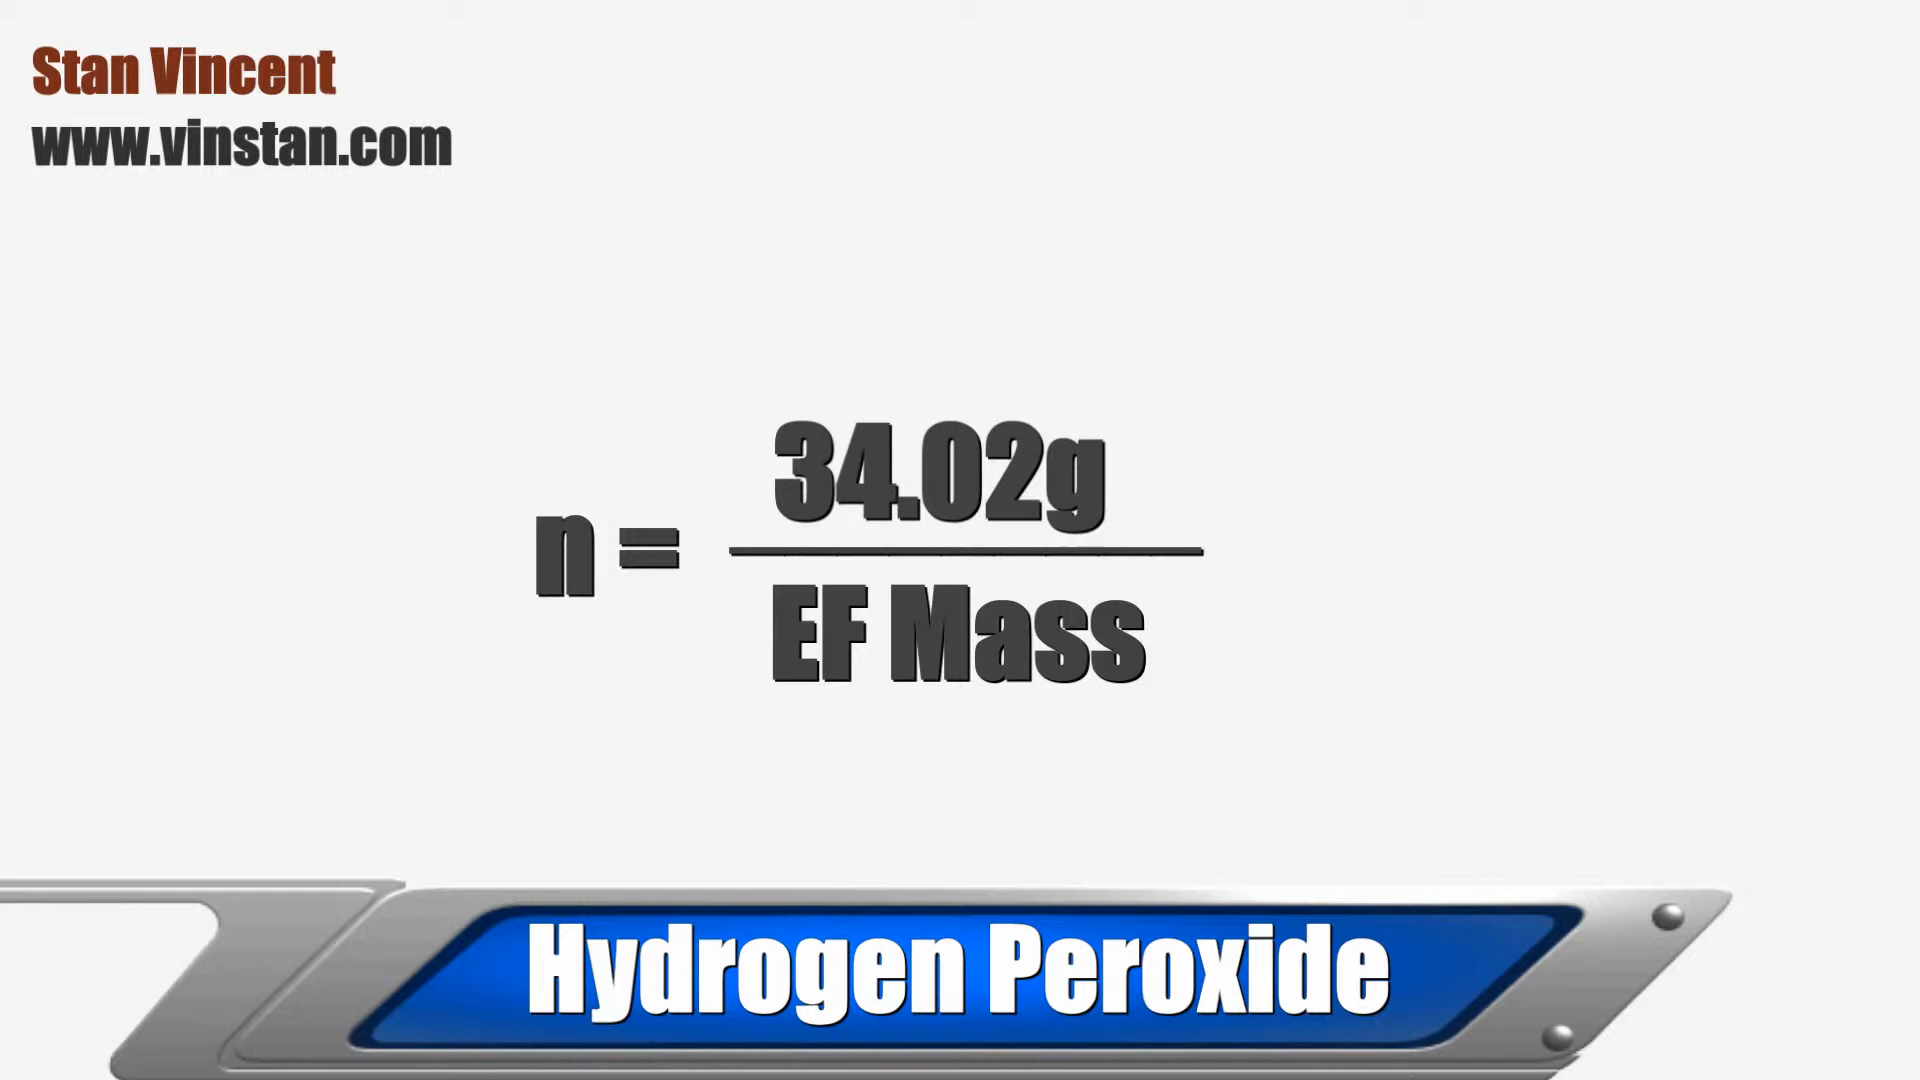 Stan Vincent
www.vinstan.com
n = 34.02g
EF Mass
Hydrogen Peroxide